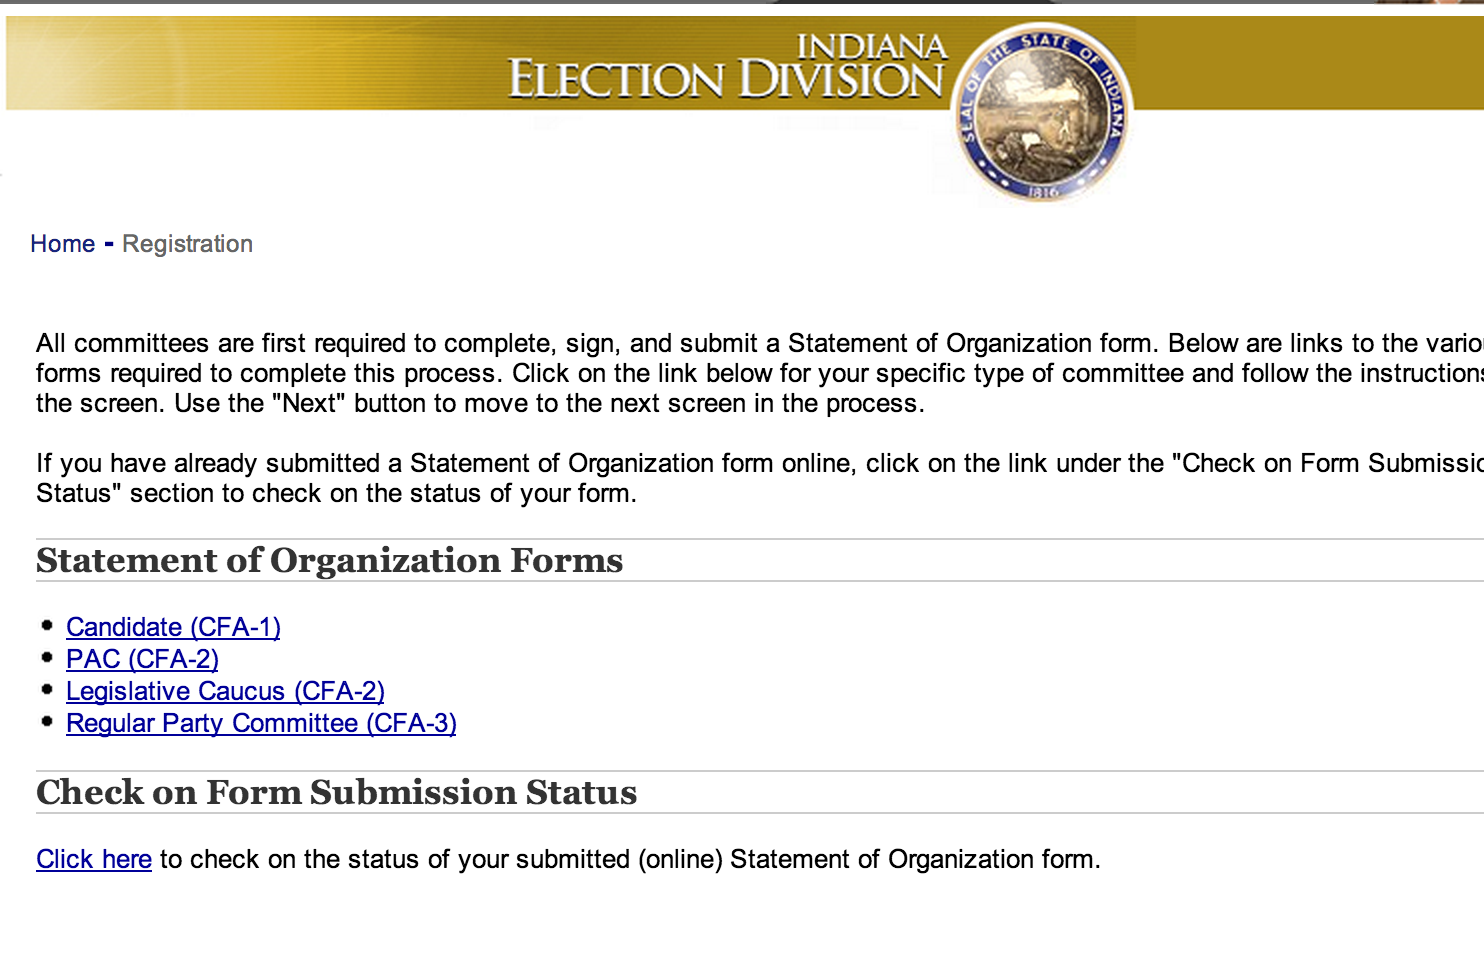 INDIANA
ELECTION DIVISION
SEAL OF THE STATE OF INDIANA
1816
Home - Registration
All committees are first required to complete, sign, and submit a Statement of Organization form. Below are links to the
forms required to complete this process. Click on the link below for your specific type of committee and follow the instructions
the screen. Use the "Next" button to move to the next screen in the process.
If you have already submitted a Statement of Organization form online, click on the link under the "Check on Form
Status" section to check on the status of your form.
Statement of Organization Forms
Candidate (CFA-1)
PAC (CFA-2)
Legislative Caucus (CFA-2)
Regular Party Committee (CFA-3)
Check on Form Submission Status
Click here to check on the status of your submitted (online) Statement of Organization form.